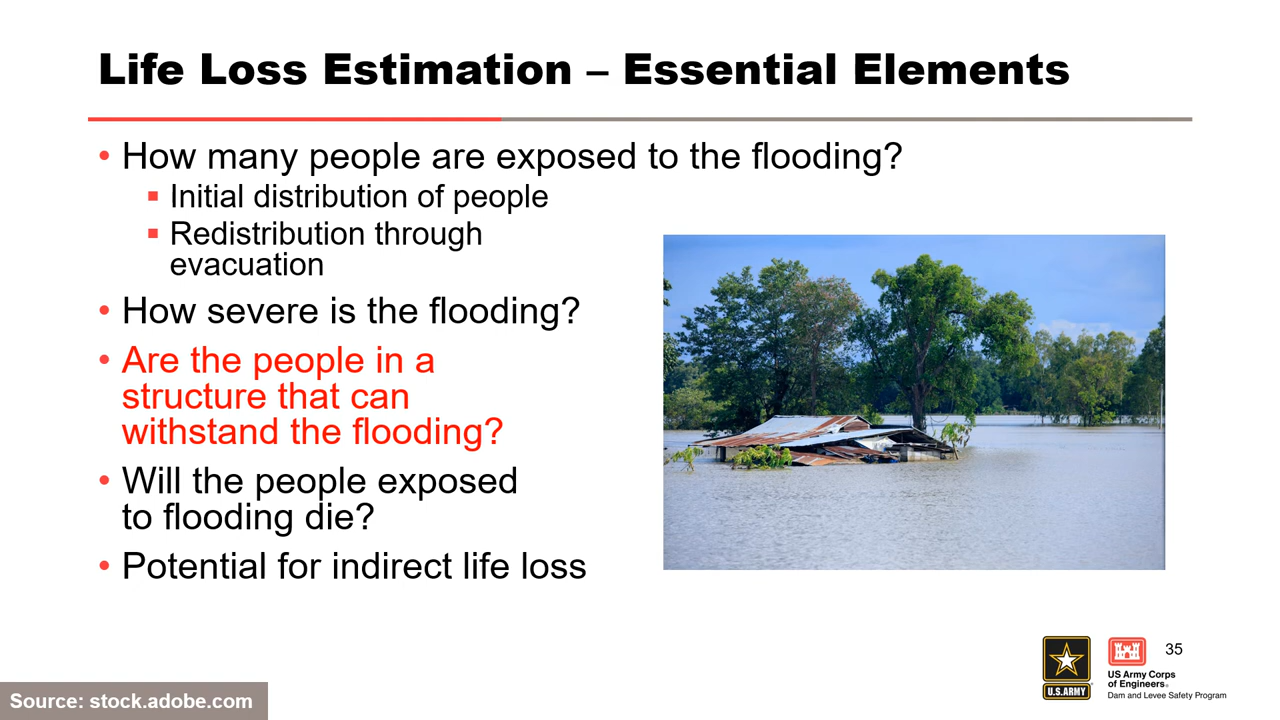 Life Loss Estimation – Essential Elements
• How many people are exposed to the flooding?
▪ Initial distribution of people
▪ Redistribution through
evacuation
• How severe is the flooding?
• Are the people in a
structure that can
withstand the flooding?
• Will the people exposed
to flooding die?
• Potential for indirect life loss
35
U.S.ARMY
US Army Corps
of Engineers®
Dam and Levee Safety Program
Source: stock.adobe.com